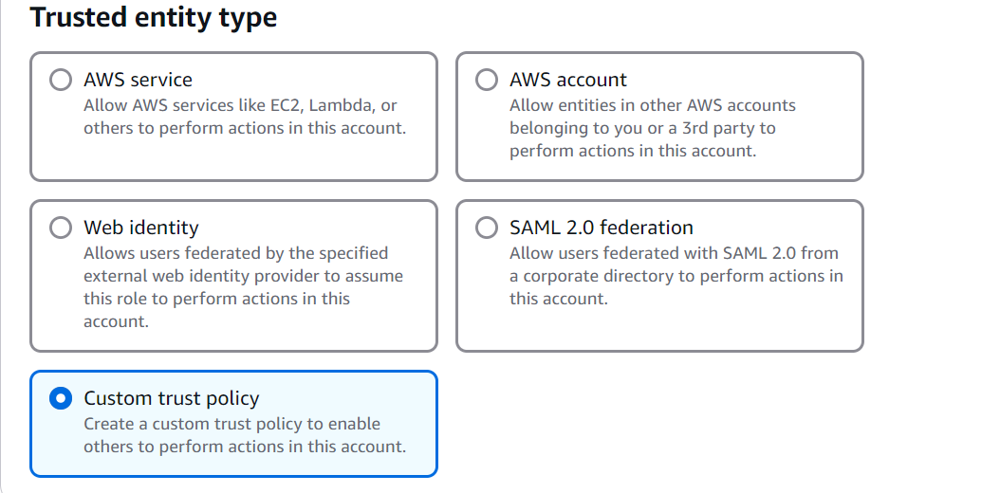 Trusted entity type
AWS service
Allow AWS services like EC2, Lambda, or
others to perform actions in this account.
AWS account
Allow entities in other AWS accounts
belonging to you or a 3rd party to
perform actions in this account.
Web identity
Allows users federated by the specified
external web identity provider to assume
this role to perform actions in this
account.
SAML 2.0 federation
Allow users federated with SAML 2.0 from
a corporate directory to perform actions in
this account.
Custom trust policy
Create a custom trust policy to enable
others to perform actions in this account.